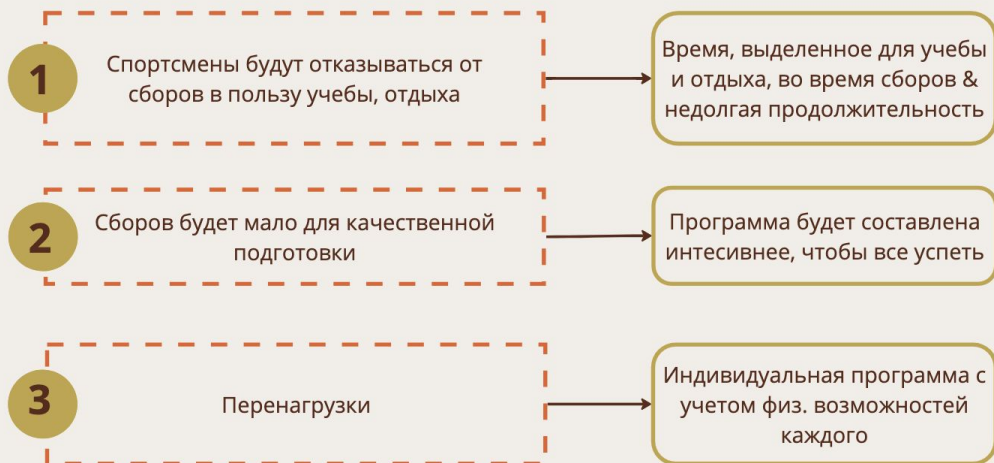 1
Спортсмены будут отказываться от
сборов в пользу учебы, отдыха
Время, выделенное для учебы
и отдыха, во время сборов &
недолгая продолжительность
2
Сборов будет мало для качественной
подготовки
Программа будет составлена
интесивнее, чтобы все успеть
3
Перенагрузки
Индивидуальная программа с
учетом физ. возможностей
каждого